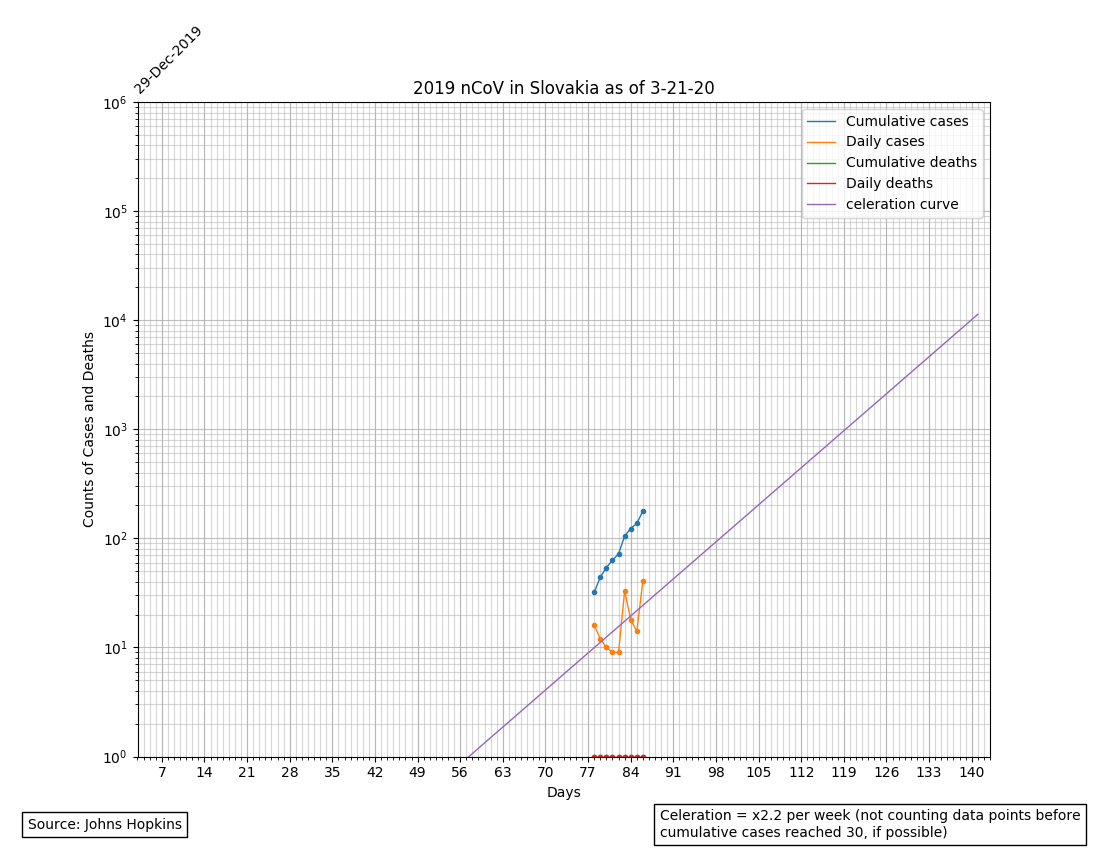 29-Dec-2019
2019 nCoV in Slovakia as of 3-21-20
Cumulative cases
Daily cases
Cumulative deaths
Daily deaths
celeration curve
Counts of Cases and Deaths
10^6
10^5
10^4
10^3
10^2
10^1
10^0
7 14 21 28 35 42 49 56 63 70 77 84 91 98 105 112 119 126 133 140
Days
Source: Johns Hopkins
Celeration = x2.2 per week (not counting data points before
cumulative cases reached 30, if possible)